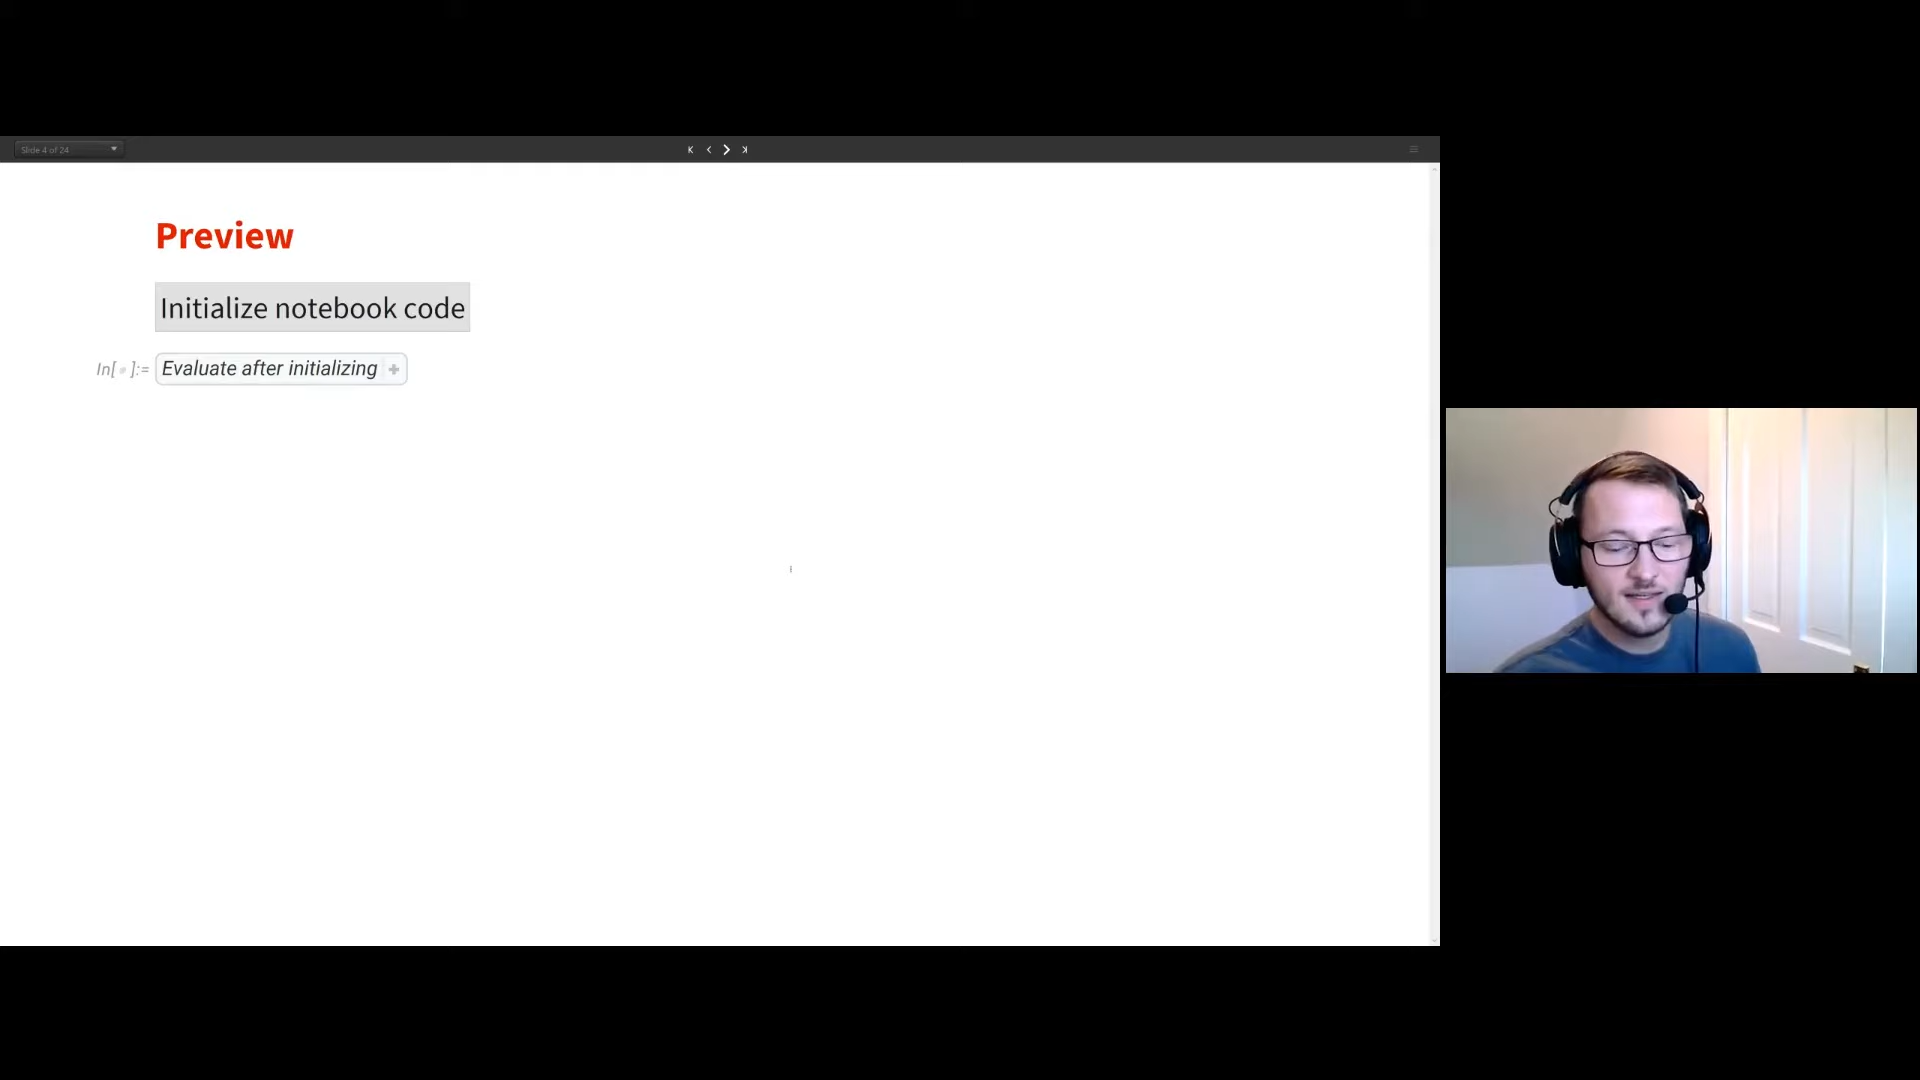 Slide 4 of 24
Preview
Initialize notebook code
In[ ]:= Evaluate after initializing